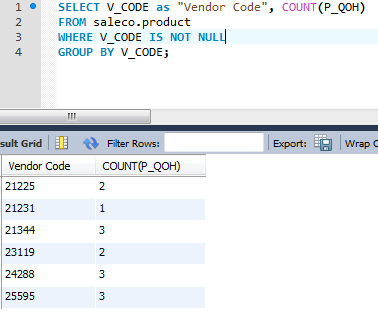 1 SELECT V_CODE as "Vendor Code", COUNT(P_QOH)
2 FROM saleco.product
3 WHERE V_CODE IS NOT NULL
4 GROUP BY V_CODE;
sult Grid Filter Rows: Export: Wrap C
Vendor Code COUNT(P_QOH)
21225 2
21231 1
21344 3
23119 2
24288 3
25595 3